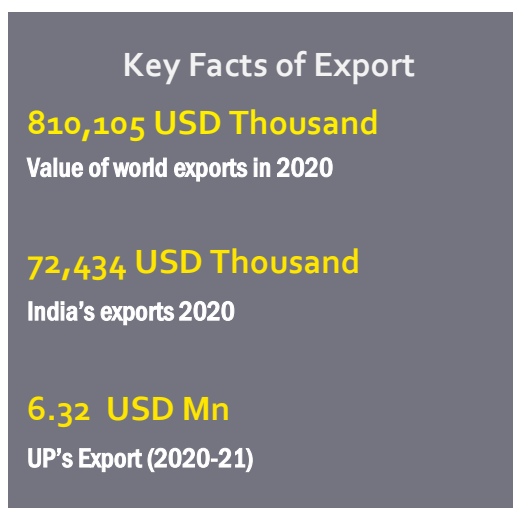 Key Facts of Export
810,105 USD Thousand
Value of world exports in 2020
72,434 USD Thousand
India’s exports 2020
6.32 USD Mn
UP’s Export (2020-21)